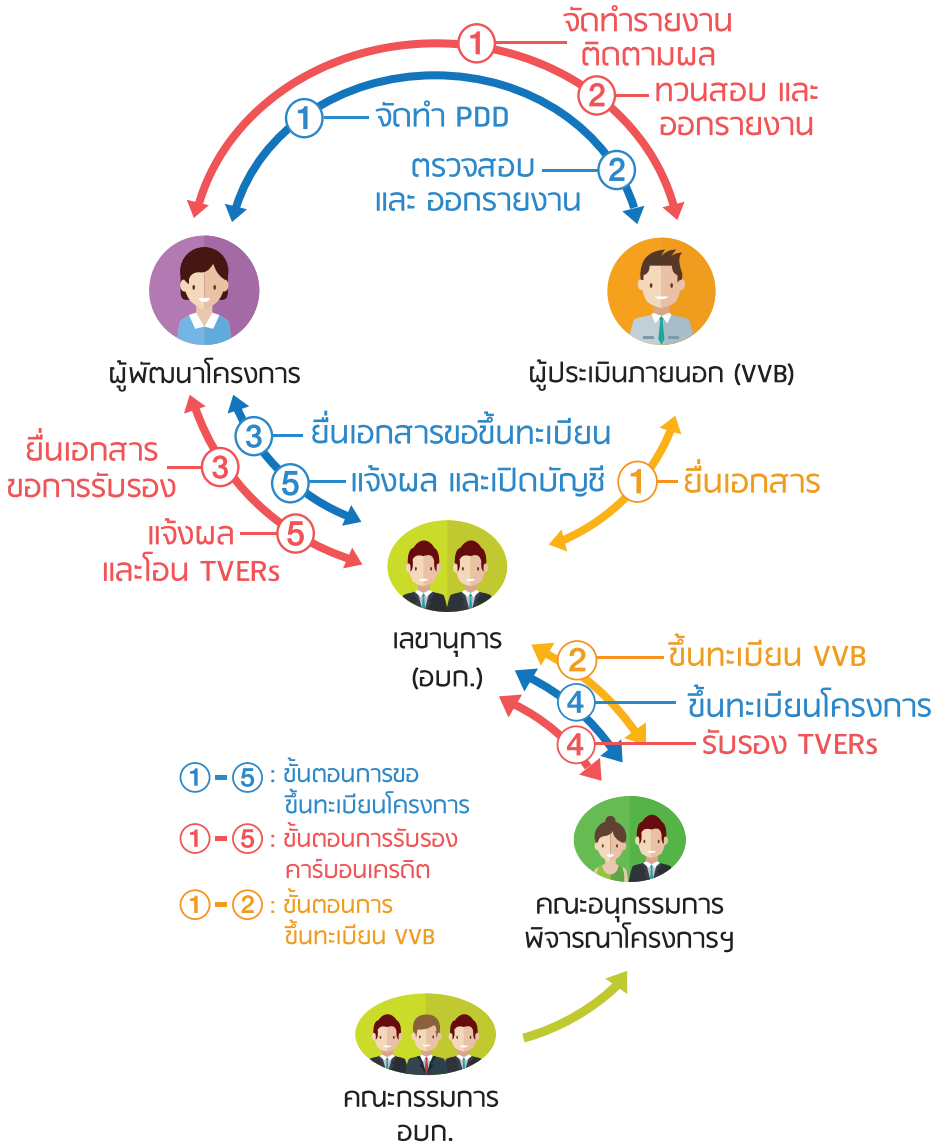 1
จัดทำรายงาน
ติดตามผล
2
ทวนสอบ และ
ออกรายงาน
1
จัดทำ PDD
2
ตรวจสอบ
และ ออกรายงาน
ผู้พัฒนาโครงการ
ผู้ประเมินภายนอก (VVB)
3
ยื่นเอกสารขอขึ้นทะเบียน
3
ยื่นเอกสาร
ขอการรับรอง
5
แจ้งผล และเปิดบัญชี
1
ยื่นเอกสาร
5
แจ้งผล
และโอน TVERs
เลขานุการ
(อบก.)
2
ขึ้นทะเบียน VVB
4
ขึ้นทะเบียนโครงการ
4
รับรอง TVERs
1 - 5 : ขั้นตอนการขอ
ขึ้นทะเบียนโครงการ
1 - 5 : ขั้นตอนการรับรอง
คาร์บอนเครดิต
1 - 2 : ขั้นตอนการ
ขึ้นทะเบียน VVB
คณะอนุกรรมการ
พิจารณาโครงการฯ
คณะกรรมการ
อบก.